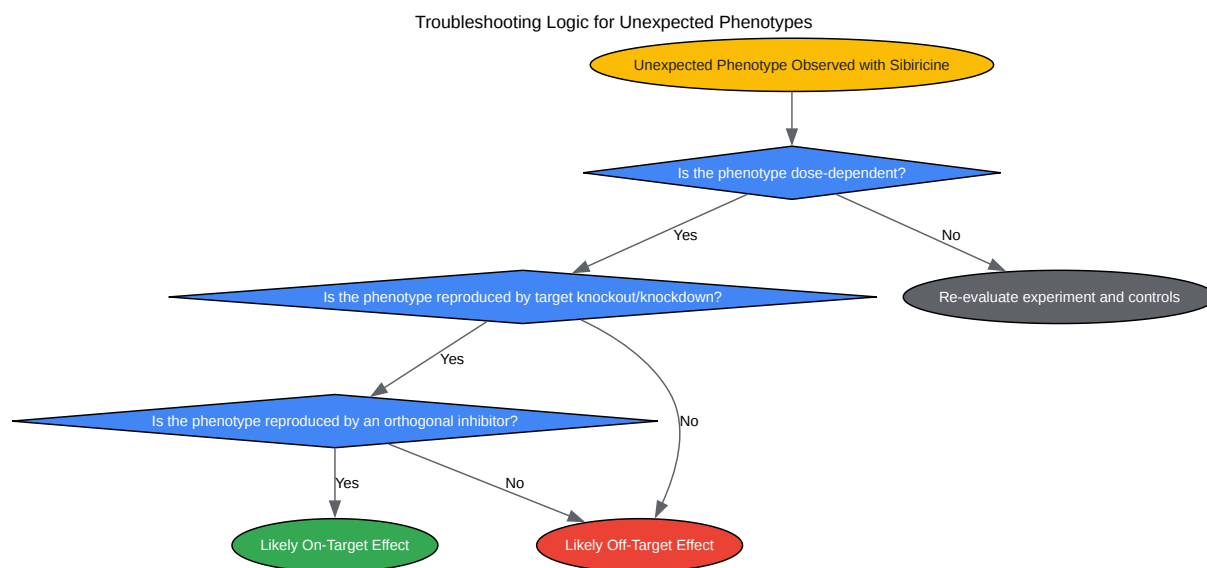 Troubleshooting Logic for Unexpected Phenotypes
Unexpected Phenotype Observed with Sibiricine
Is the phenotype dose-dependent?
Yes
No
Is the phenotype reproduced by target knockout/knockdown?
Re-evaluate experiment and controls
Yes
Is the phenotype reproduced by an orthogonal inhibitor?
No
Yes
No
Likely On-Target Effect
Likely Off-Target Effect